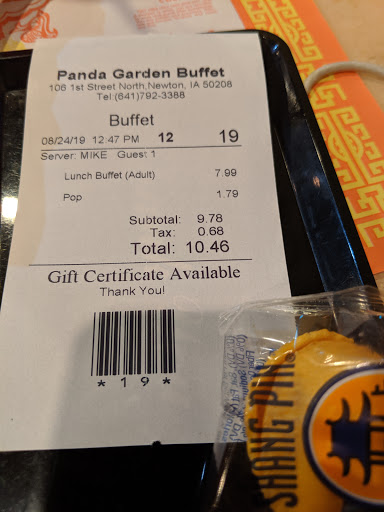 Panda Garden Buffet
106 1st Street North,Newton, IA 50208
Tel (641)792-3388
Buffet
08/24/19 12:47 PM 12 19
Server: MIKE Guest 1
Lunch Buffet (Adult) 7.99
Pop 1.79
Subtotal: 9.78
Tax: 0.68
Total: 10.46
Gift Certificate Available
Thank You!
*19*
SHANG PIN